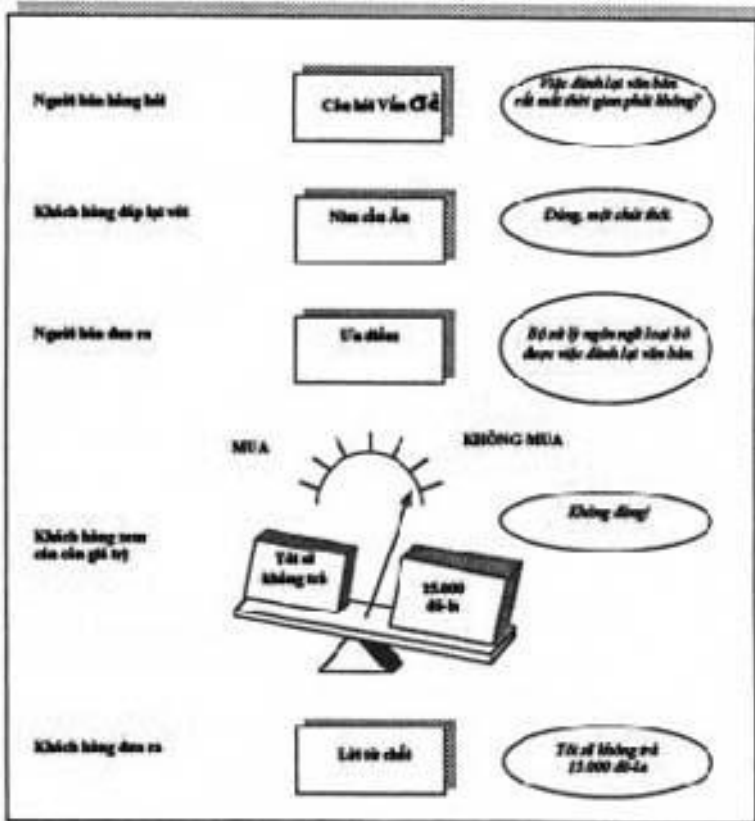 Người bán hàng hỏi
Câu hỏi Vấn đề
Việc đánh lại văn bản
rất mất thời gian phải không?
Khách hàng đáp lại với
Nhu cầu Ẩn
Đúng, một chút thôi.
Người bán đưa ra
Ưu điểm
Bộ xử lý ngôn ngữ loại bỏ
được việc đánh lại văn bản
MUA
KHÔNG MUA
Khách hàng xem
cán cân giá trị
Không đáng!
Tôi sẽ
không trả
15.000
đô-la
Khách hàng đưa ra
Lời từ chối
Tôi sẽ không trả
15.000 đô-la